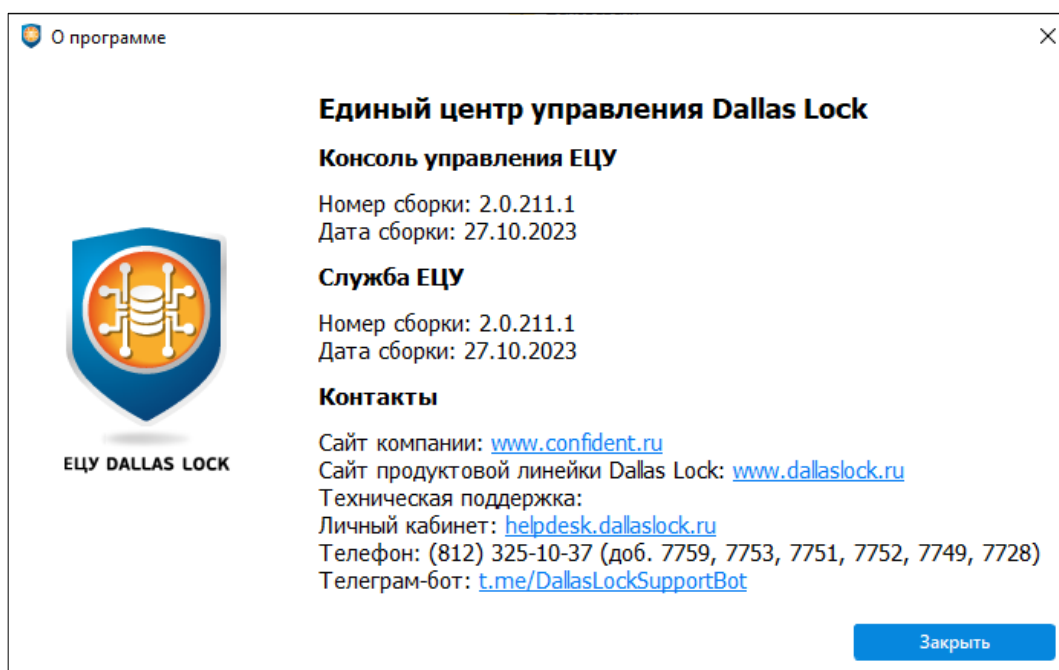 О программе
Единый центр управления Dallas Lock
Консоль управления ЕЦУ
Номер сборки: 2.0.211.1
Дата сборки: 27.10.2023
Служба ЕЦУ
Номер сборки: 2.0.211.1
Дата сборки: 27.10.2023
Контакты
Сайт компании: www.confident.ru
Сайт продуктовой линейки Dallas Lock: www.dallaslock.ru
Техническая поддержка:
Личный кабинет: helpdesk.dallaslock.ru
Телефон: (812) 325-10-37 (доб. 7759, 7753, 7751, 7752, 7749, 7728)
Телеграм-бот: t.me/DallasLockSupportBot
ЕЦУ DALLAS LOCK
Закрыть